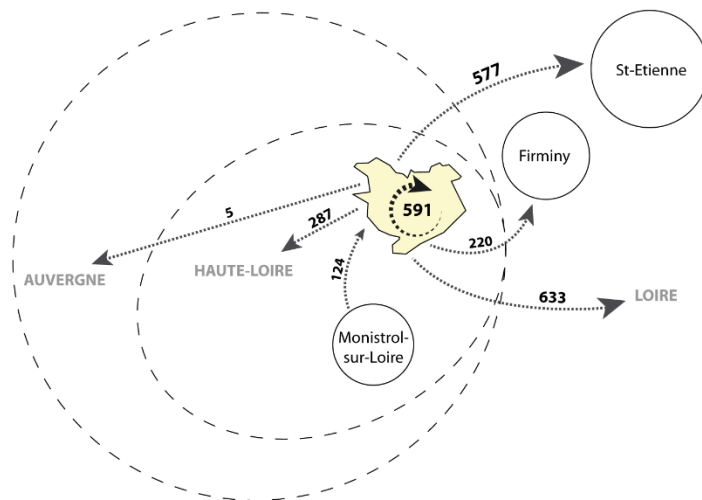 577
St-Etienne
Firminy
591
5
287
220
AUVERGNE
HAUTE-LOIRE
124
633
LOIRE
Monistrol-
sur-Loire